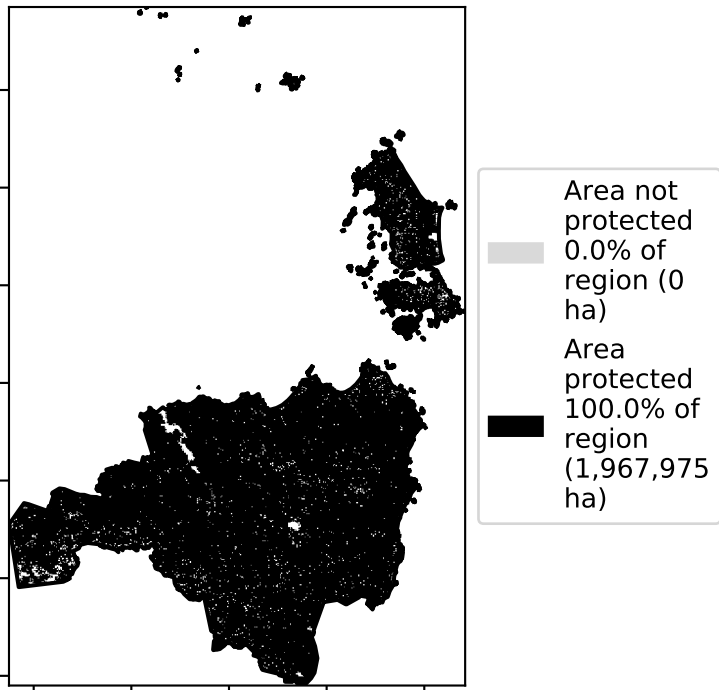 Area not
protected
0.0% of
region (0
ha)
Area
protected
100.0% of
region
(1,967,975
ha)